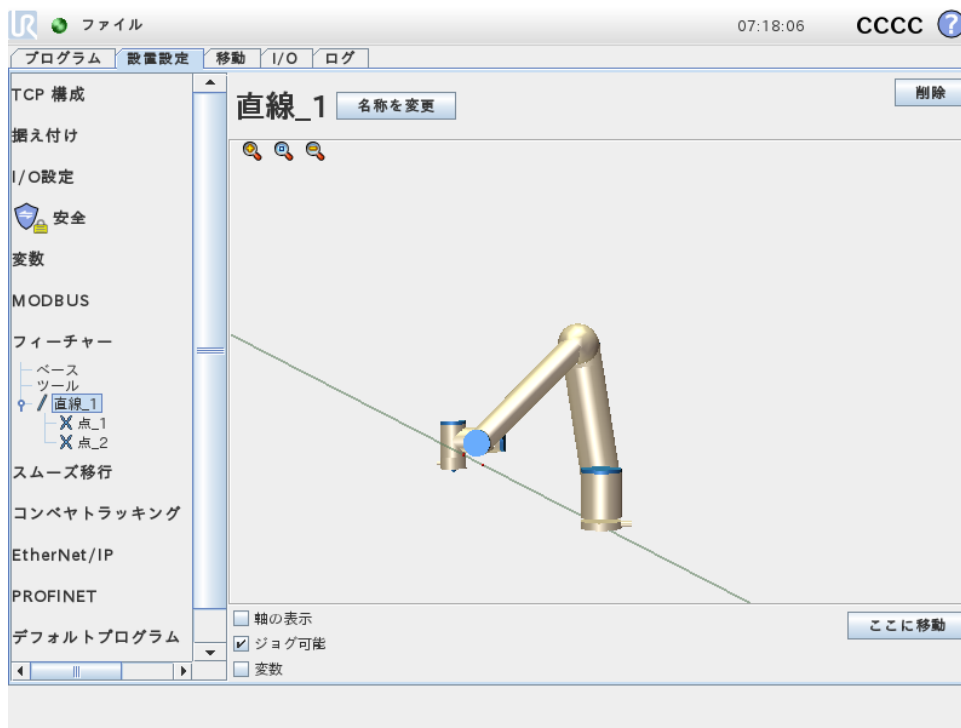 UR ファイル 07:18:06 CCCC ?
プログラム 設置設定 移動 I/O ログ
TCP 構成
据え付け
I/O設定
安全
変数
MODBUS
フィーチャー
ベース
ツール
直線_1
点_1
点_2
スムーズ移行
コンベヤトラッキング
EtherNet/IP
PROFINET
デフォルトプログラム
直線_1 名称を変更 削除
軸の表示
ジョグ可能
変数
ここに移動